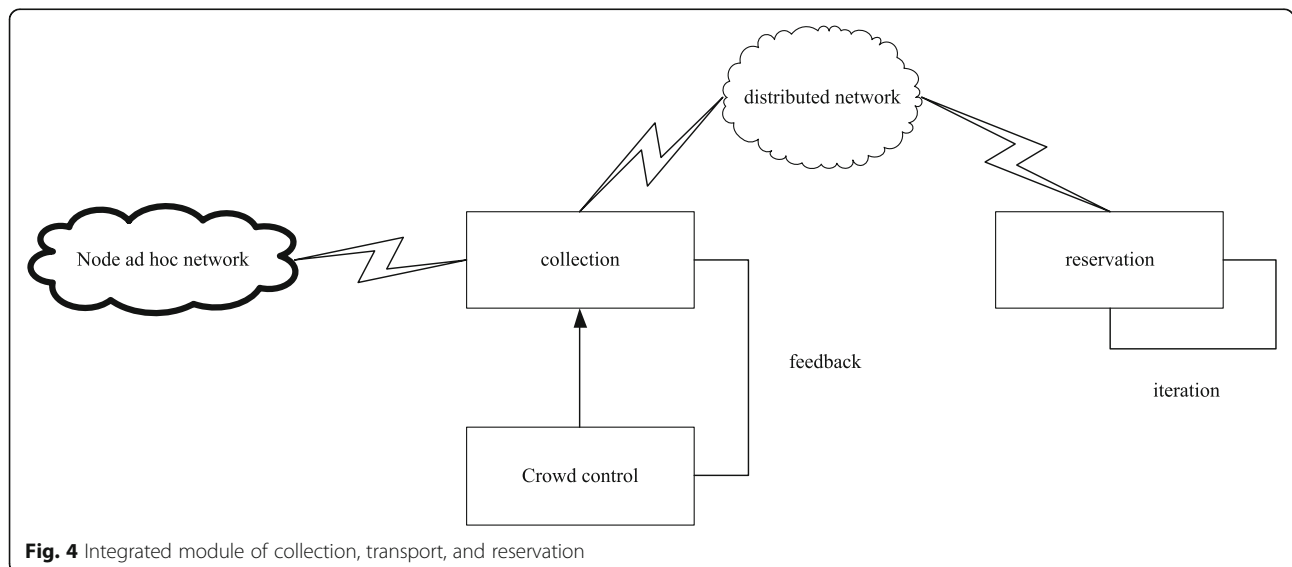 distributed network
Node ad hoc network
collection
reservation
feedback
iteration
Crowd control
Fig. 4 Integrated module of collection, transport, and reservation